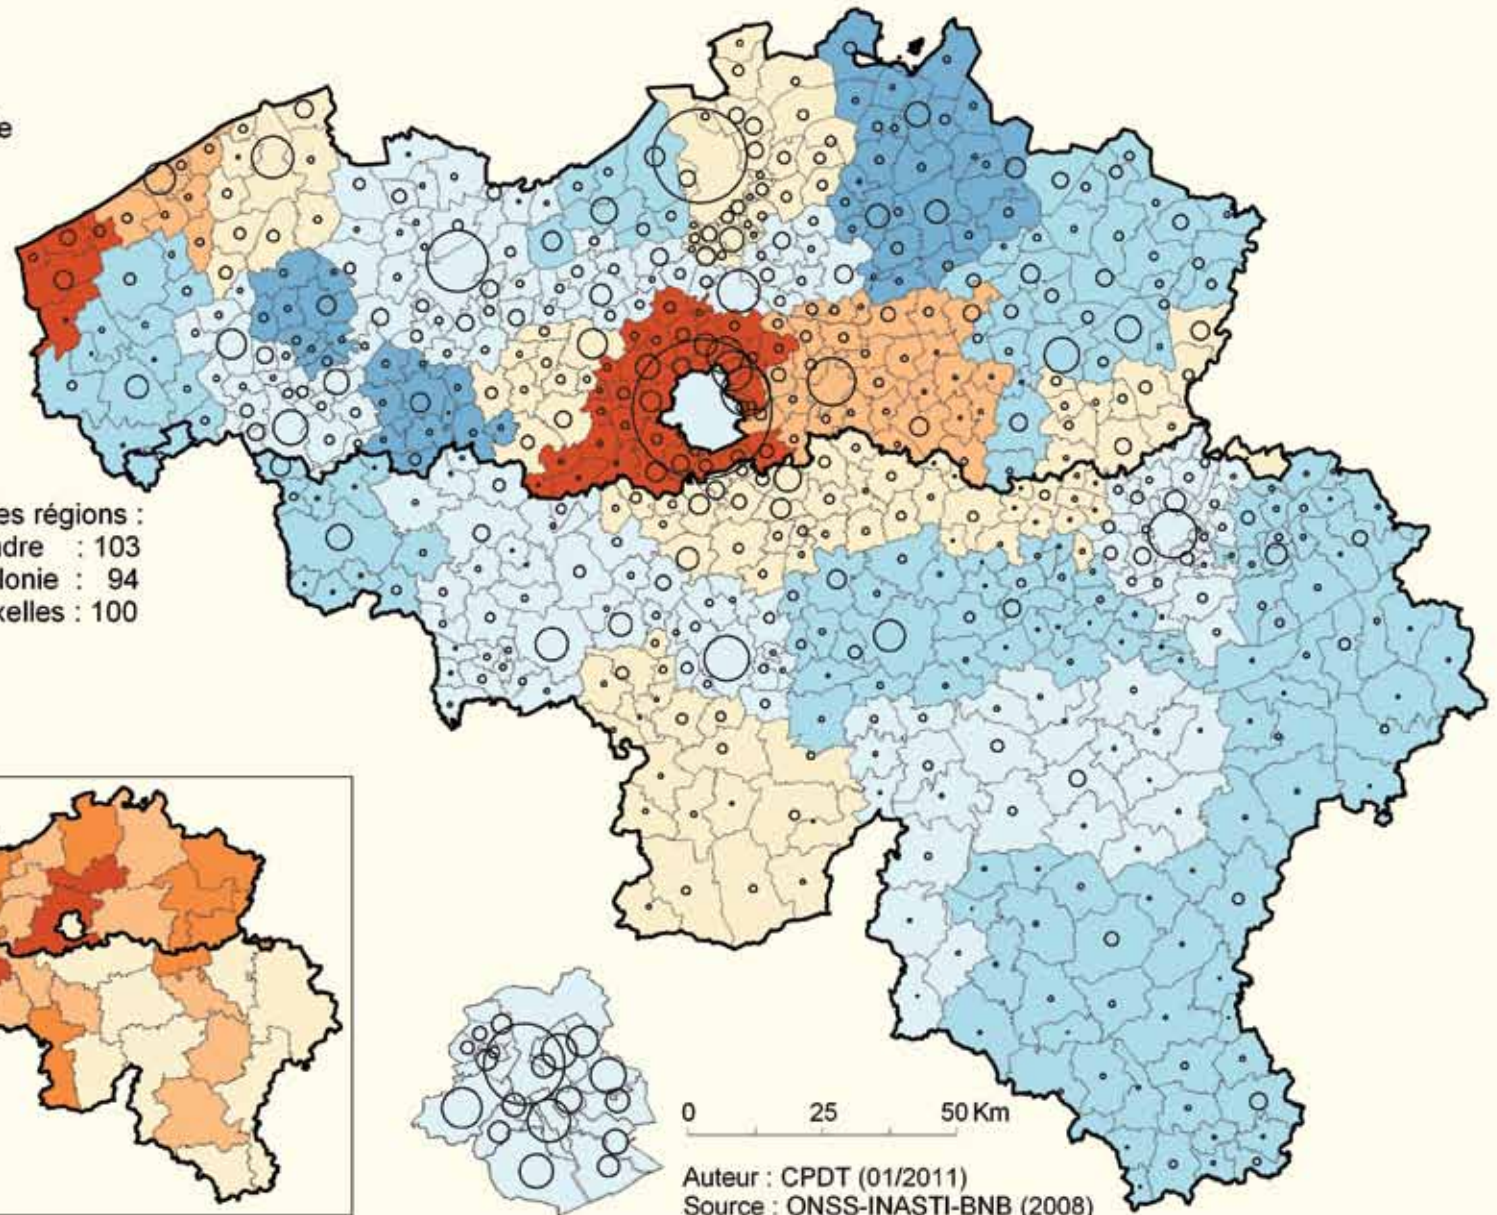 e
es régions :
dre : 103
lonie : 94
xelles : 100
0 25 50 Km
Auteur : CPDT (01/2011)
Source : ONSS-INASTI-BNB (2008)